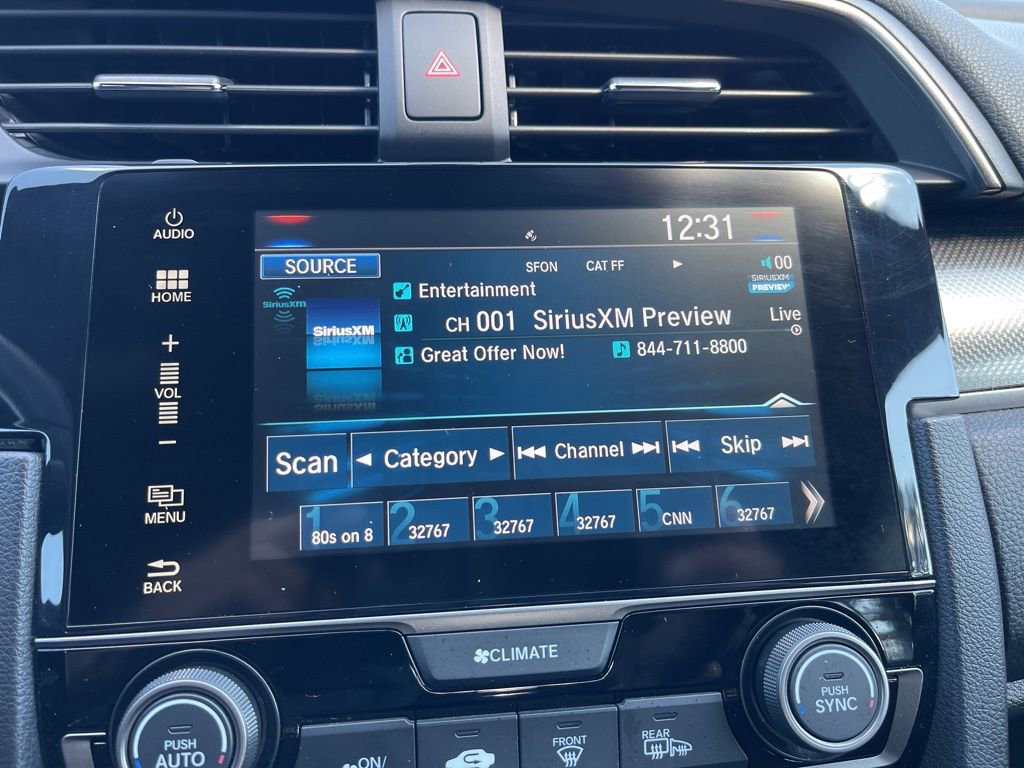 AUDIO
HOME
+
VOL
−
MENU
BACK
12:31
SOURCE
SFON CAT FF
00
SIRIUSXM
PREVIEW
SiriusXM
SiriusXM
Entertainment
CH 001 SiriusXM Preview
Live
Great Offer Now!
844-711-8800
Scan
Category
Channel
Skip
1 80s on 8
2 32767
3 32767
4 32767
5 CNN
6 32767
CLIMATE
PUSH
AUTO
ON/
FRONT
REAR
PUSH
SYNC